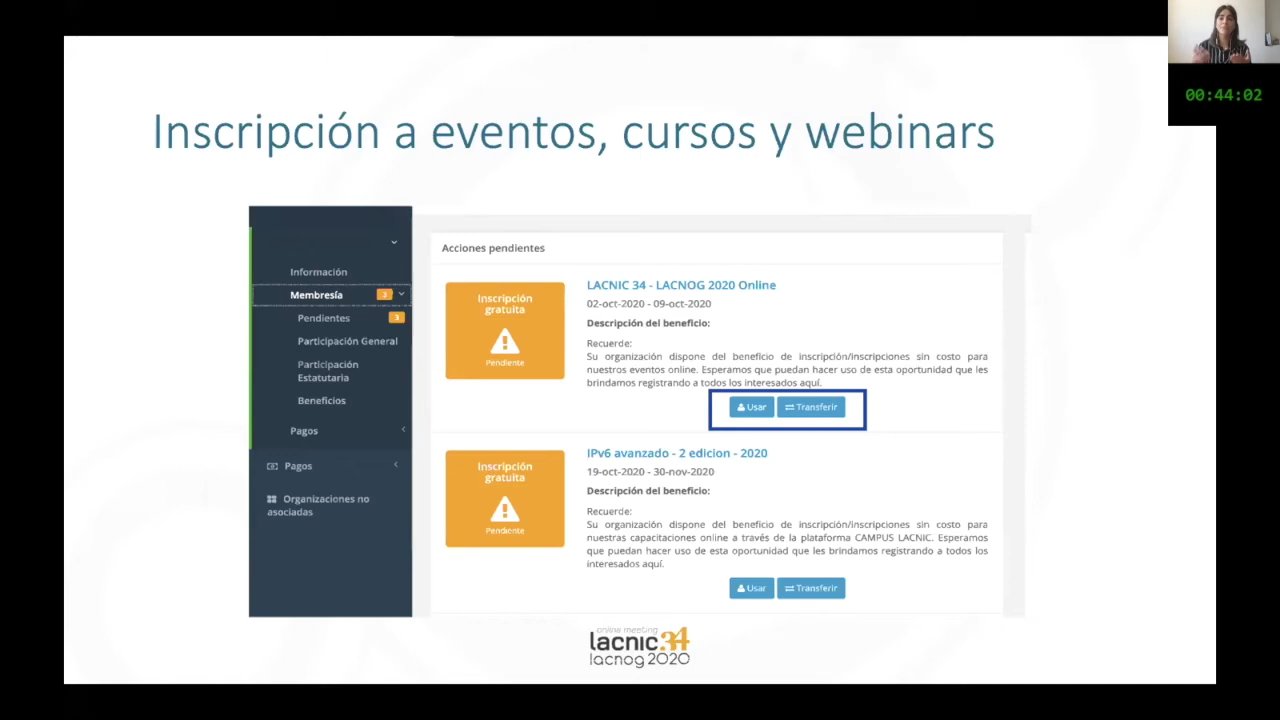 00:44:02
Inscripción a eventos, cursos y webinars
Información
Membresía 3
Pendientes 3
Participación General
Participación
Estatutaria
Beneficios
Pagos
Pagos
Organizaciones no
asociadas
Acciones pendientes
Inscripción
gratuita
Pendiente
LACNIC 34 - LACNOG 2020 Online
02-oct-2020 - 09-oct-2020
Descripción del beneficio:
Recuerde:
Su organización dispone del beneficio de inscripción/inscripciones sin costo para
nuestros eventos online. Esperamos que puedan hacer uso de esta oportunidad que les
brindamos registrando a todos los interesados aquí.
Usar Transferir
Inscripción
gratuita
Pendiente
IPv6 avanzado - 2 edicion - 2020
19-oct-2020 - 30-nov-2020
Descripción del beneficio:
Recuerde:
Su organización dispone del beneficio de inscripción/inscripciones sin costo para
nuestras capacitaciones online a través de la plataforma CAMPUS LACNIC. Esperamos
que puedan hacer uso de esta oportunidad que les brindamos registrando a todos los
interesados aquí.
Usar Transferir
online meeting
lacnic34
lacnog2020